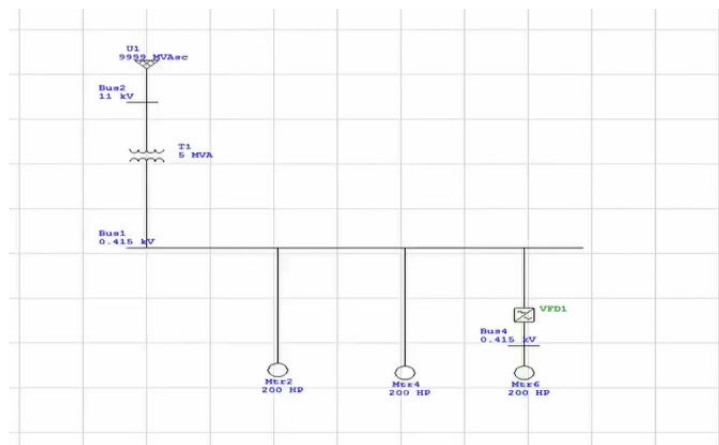 U1
9999 MVAsc
Bus2
11 kV
T1
5 MVA
Bus1
0.415 kV
VFD1
Bus4
0.415 kV
Mtr2
200 HP
Mtr4
200 HP
Mtr6
200 HP